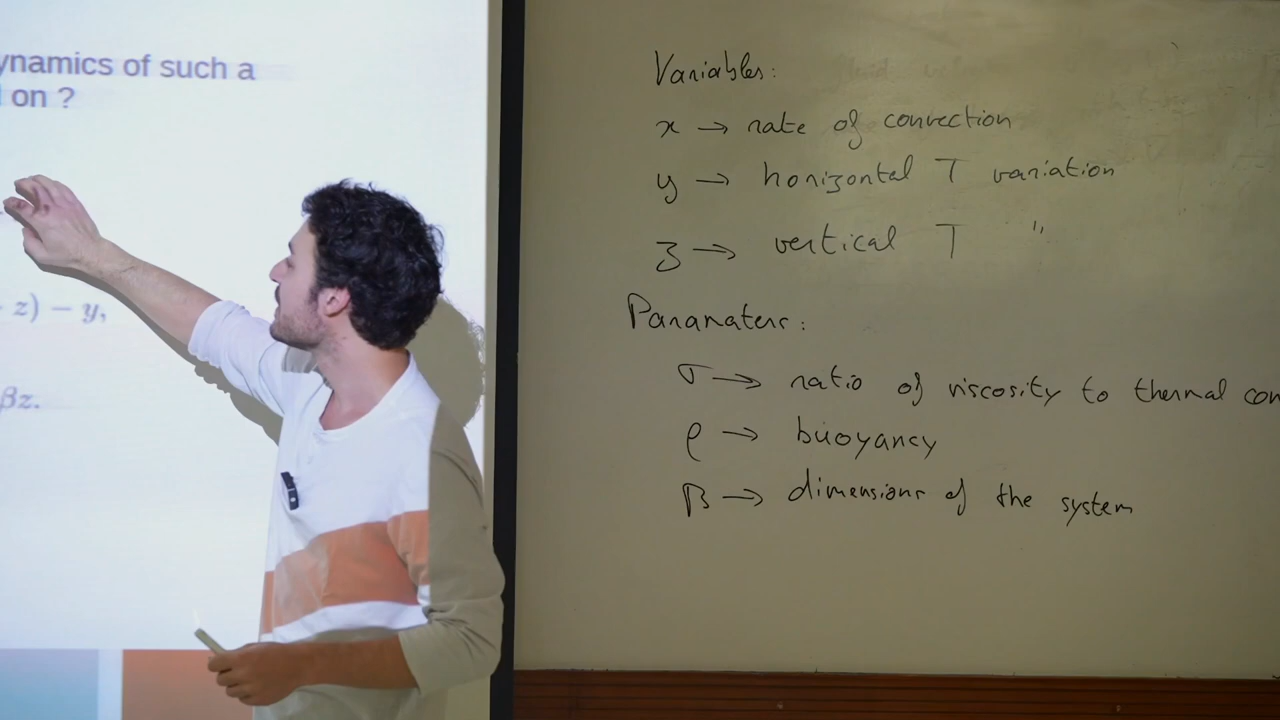 ynamics of such a
on ?
z) − y,
βz.
Variables:
x → rate of convection
y → horizontal T variation
z → vertical T "
Paramaters:
σ → ratio of viscosity to thermal con
ρ → buoyancy
β → dimensions of the system